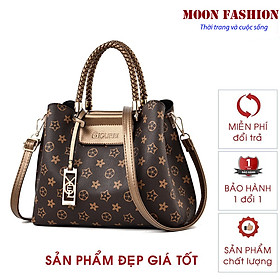 MOON FASHION
Thời trang và cuộc sống
MIỄN PHÍ
đổi trả
BẢO HÀNH
1 đổi 1
SẢN PHẨM
chất lượng
SẢN PHẨM ĐẸP GIÁ TỐT